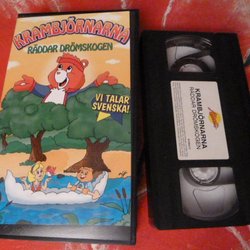 KRAMBJÖRNARNA
RÄDDAR DRÖMSKOGEN
VI TALAR
SVENSKA!
KRAMBJÖRNARNA
RÄDDAR DRÖMSKOGEN